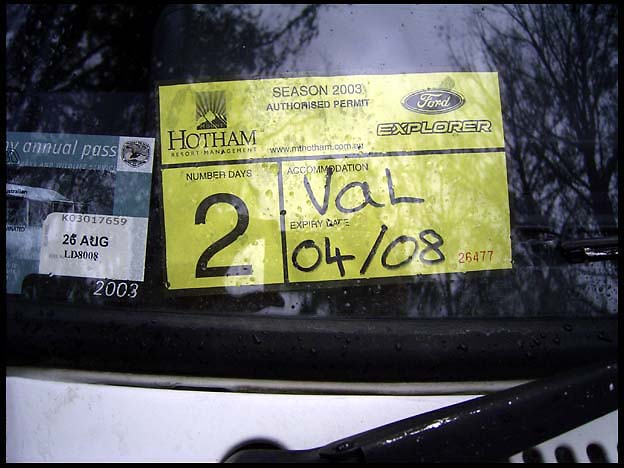 SEASON 2003
AUTHORISED PERMIT
Ford
EXPLORER
HOTHAM
RESORT MANAGEMENT
www.mthotham.com.au
NUMBER DAYS
2
ACCOMMODATION
VaL
EXPIRY DATE
04/08
26477
annual pass
K03017659
26 AUG
LD8008
2003